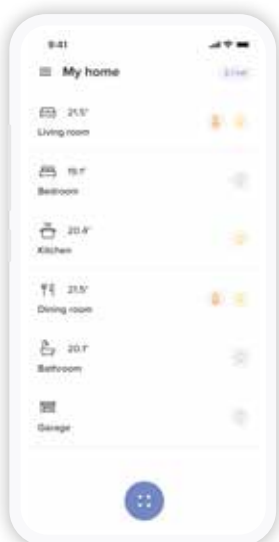 9:41
My home
21.5°
Living room
19.1°
Bedroom
20.4°
Kitchen
21.5°
Dining room
20.1°
Bathroom
Garage